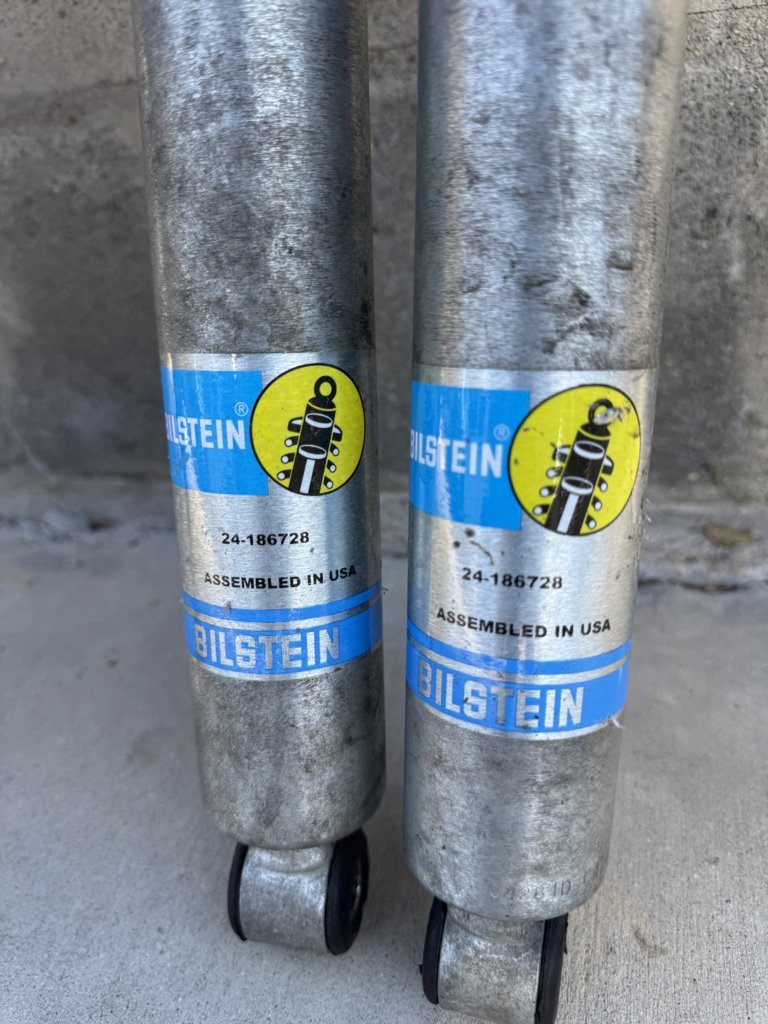 BILSTEIN®
24-186728
ASSEMBLED IN USA
BILSTEIN
BILSTEIN®
24-186728
ASSEMBLED IN USA
BILSTEIN